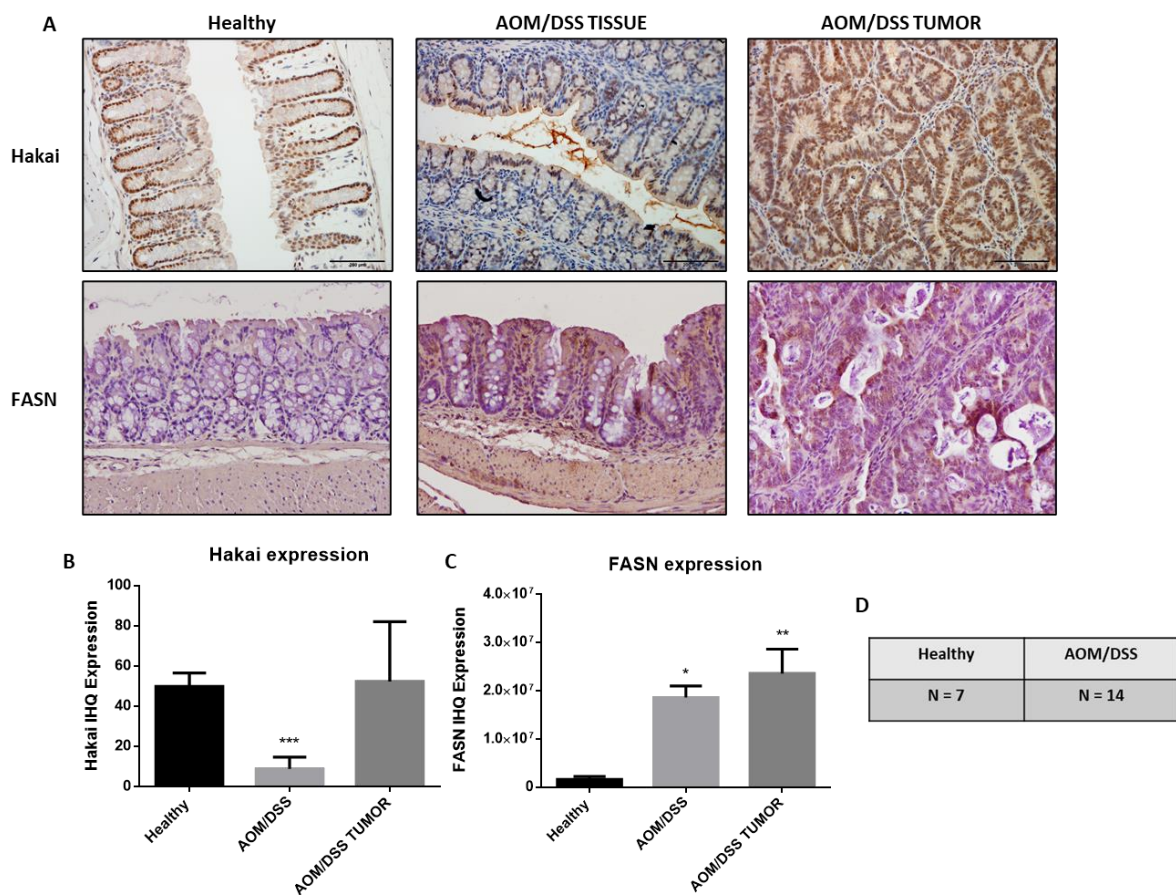 A
Healthy
AOM/DSS TISSUE
AOM/DSS TUMOR
Hakai
200 µm
FASN
B
Hakai expression
Hakai IHQ Expression
100
80
60
40
20
0
***
Healthy
AOM/DSS
AOM/DSS TUMOR
C
FASN expression
FASN IHQ Expression
4.0×10⁷
3.0×10⁷
2.0×10⁷
1.0×10⁷
0
*
**
Healthy
AOM/DSS
AOM/DSS TUMOR
D
Healthy AOM/DSS
N = 7 N = 14